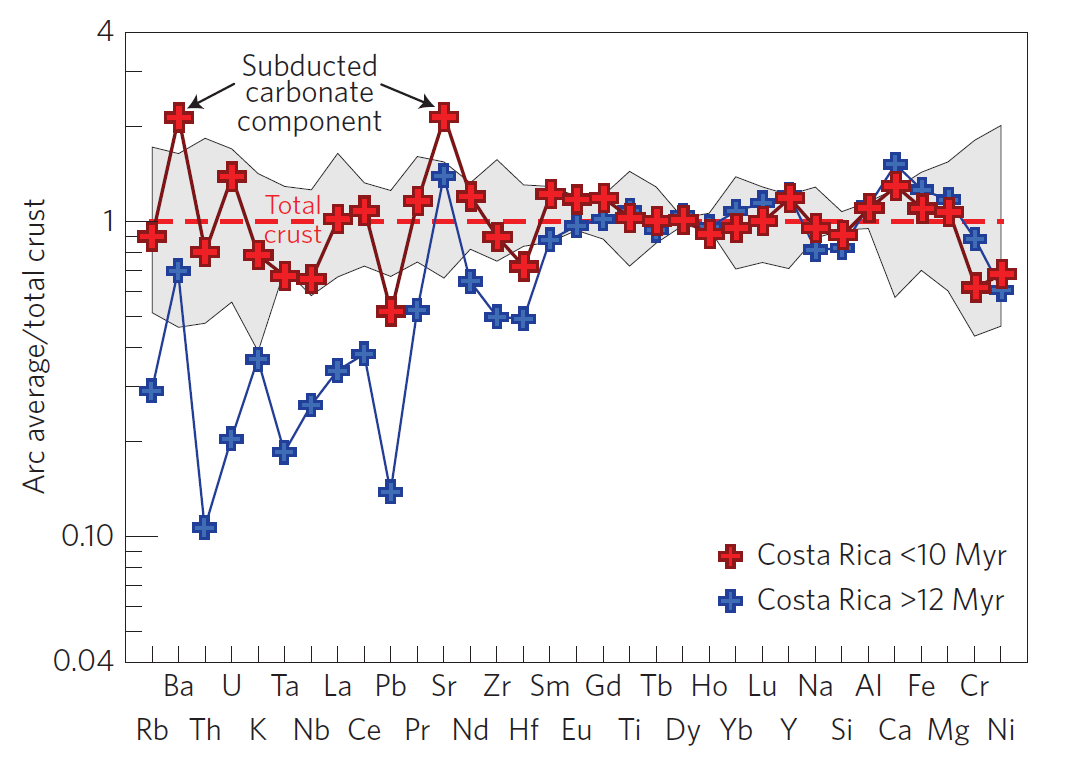 4
1
0.10
0.04
Arc average/total crust
Subducted
carbonate
component
Total
crust
Costa Rica <10 Myr
Costa Rica >12 Myr
Ba U Ta La Pb Sr Zr Sm Gd Tb Ho Lu Na Al Fe Cr
Rb Th K Nb Ce Pr Nd Hf Eu Ti Dy Yb Y Si Ca Mg Ni